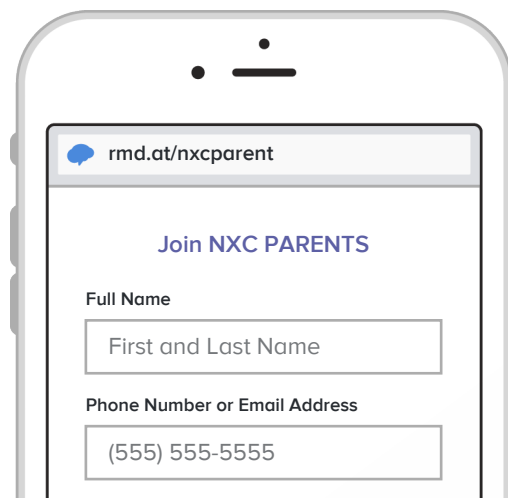 rmd.at/nxcparent
Join NXC PARENTS
Full Name
First and Last Name
Phone Number or Email Address
(555) 555-5555